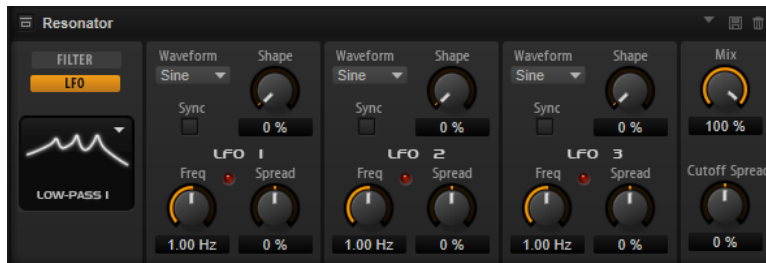 Resonator
FILTER
LFO
LOW-PASS I
Waveform Shape
Sine
Sync
0 %
LFO 1
Freq Spread
1.00 Hz 0 %
Waveform Shape
Sine
Sync
0 %
LFO 2
Freq Spread
1.00 Hz 0 %
Waveform Shape
Sine
Sync
0 %
LFO 3
Freq Spread
1.00 Hz 0 %
Mix
100 %
Cutoff Spread
0 %